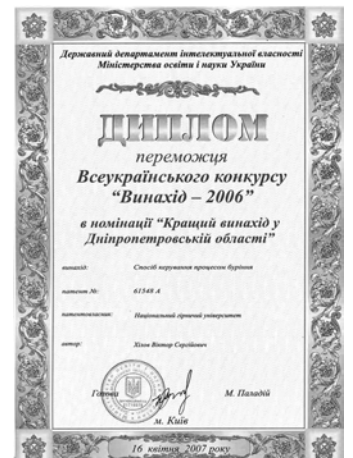 Державний департамент інтелектуальної власності
Міністерства освіти і науки України
ДИПЛОМ
переможця
Всеукраїнського конкурсу
“Винахід – 2006”
в номінації “Кращий винахід у
Дніпропетровській області”
винахід: Спосіб керування процесом буріння
патент №: 61548 А
патентовласник: Національний гірничий університет
автор: Хілов Віктор Сергійович
Голова М. Паладій
м. Київ
16 квітня 2007 року